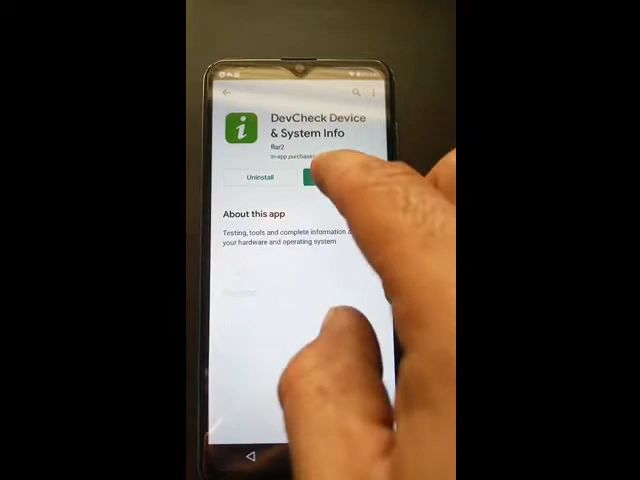 DevCheck Device
& System Info
flar2
In-app purchases
Uninstall
About this app
Testing, tools and complete information
your hardware and operating system